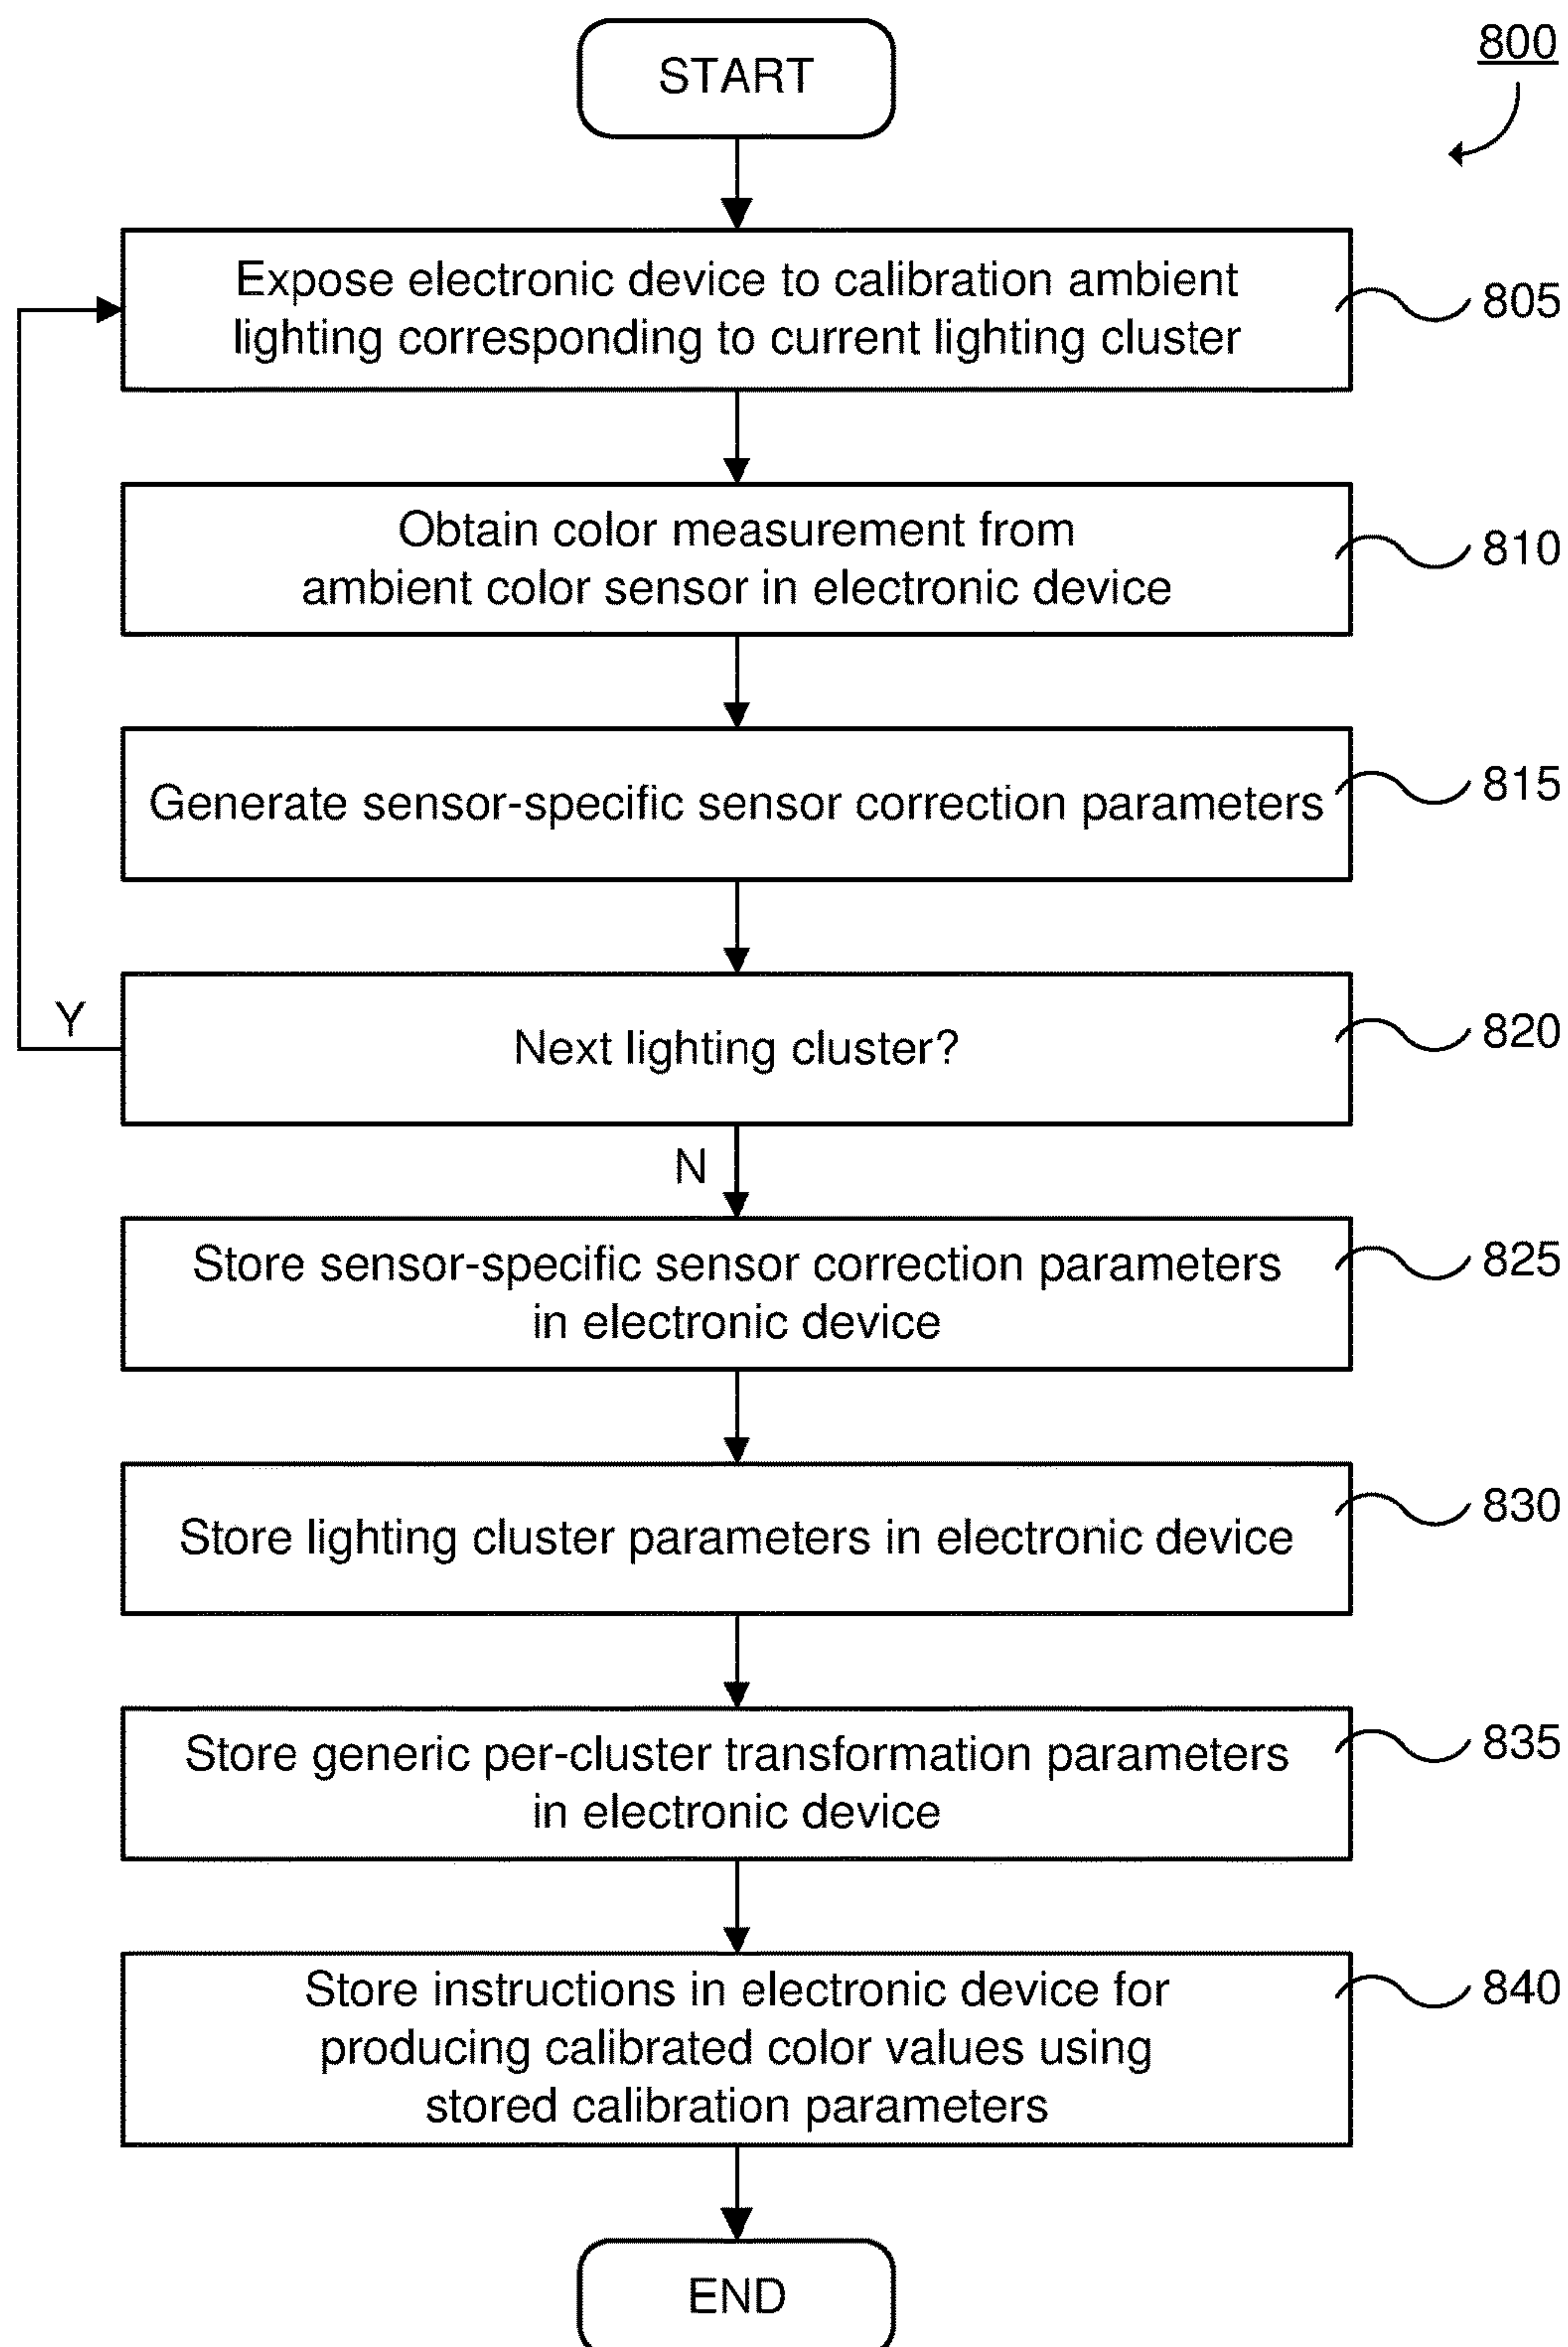 START
800
Expose electronic device to calibration ambient
lighting corresponding to current lighting cluster
805
Obtain color measurement from
ambient color sensor in electronic device
810
Generate sensor-specific sensor correction parameters
815
Next lighting cluster?
820
Y
N
Store sensor-specific sensor correction parameters
in electronic device
825
Store lighting cluster parameters in electronic device
830
Store generic per-cluster transformation parameters
in electronic device
835
Store instructions in electronic device for
producing calibrated color values using
stored calibration parameters
840
END